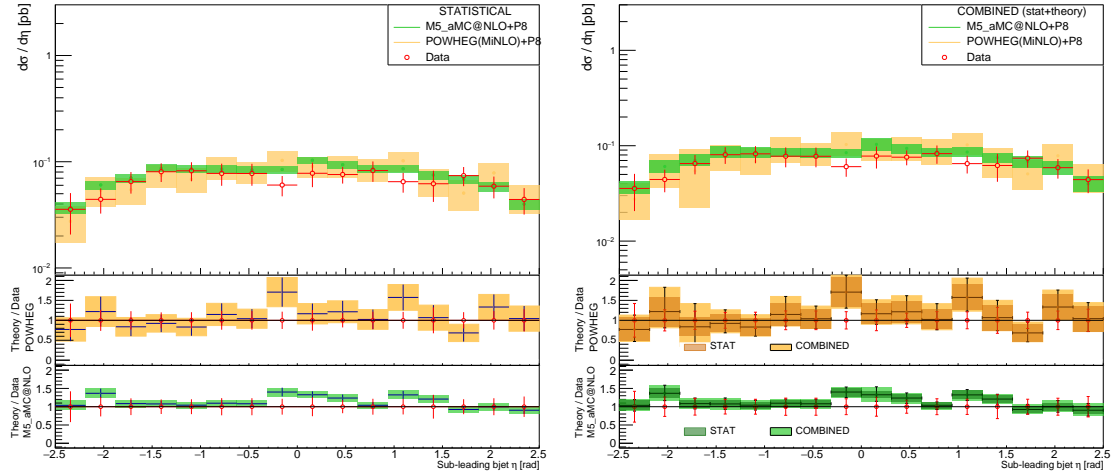 STATISTICAL
M5_aMC@NLO+P8
POWHEG(MiNLO)+P8
Data
dσ / dη [pb]
1
10⁻¹
10⁻²
Theory / Data
POWHEG
2
1.5
1
0.5
0
Theory / Data
M5_aMC@NLO
2
1.5
1
0.5
0
−2.5 −2 −1.5 −1 −0.5 0 0.5 1 1.5 2 2.5
Sub-leading bjet η [rad]
COMBINED (stat+theory)
M5_aMC@NLO+P8
POWHEG(MiNLO)+P8
Data
dσ / dη [pb]
1
10⁻¹
10⁻²
Theory / Data
POWHEG
2
1.5
1
0.5
0
STAT COMBINED
Theory / Data
M5_aMC@NLO
2
1.5
1
0.5
0
STAT COMBINED
−2.5 −2 −1.5 −1 −0.5 0 0.5 1 1.5 2 2.5
Sub-leading bjet η [rad]